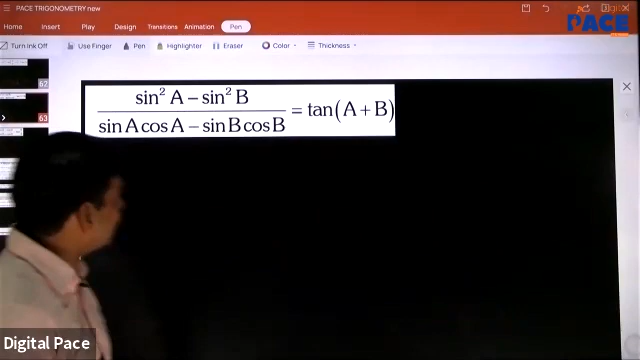 PACE TRIGONOMETRY new
Digital
PACE
Home Insert Play Design Transitions Animation Pen
Turn Ink Off Use Finger Pen Highlighter Eraser Color Thickness
62
63
sin² A − sin² B / sin A cos A − sin B cos B = tan(A + B)
Digital Pace